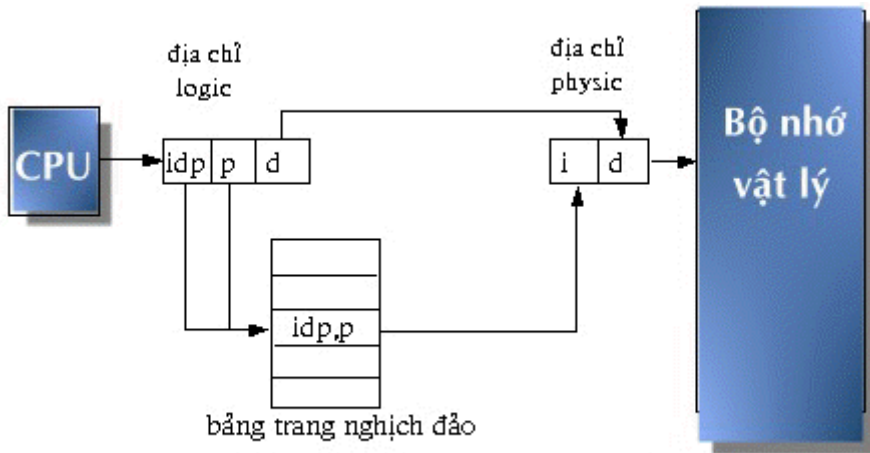 địa chỉ
logic
địa chỉ
physic
CPU
idp p d
i d
Bộ nhớ
vật lý
idp,p
bảng trang nghịch đảo